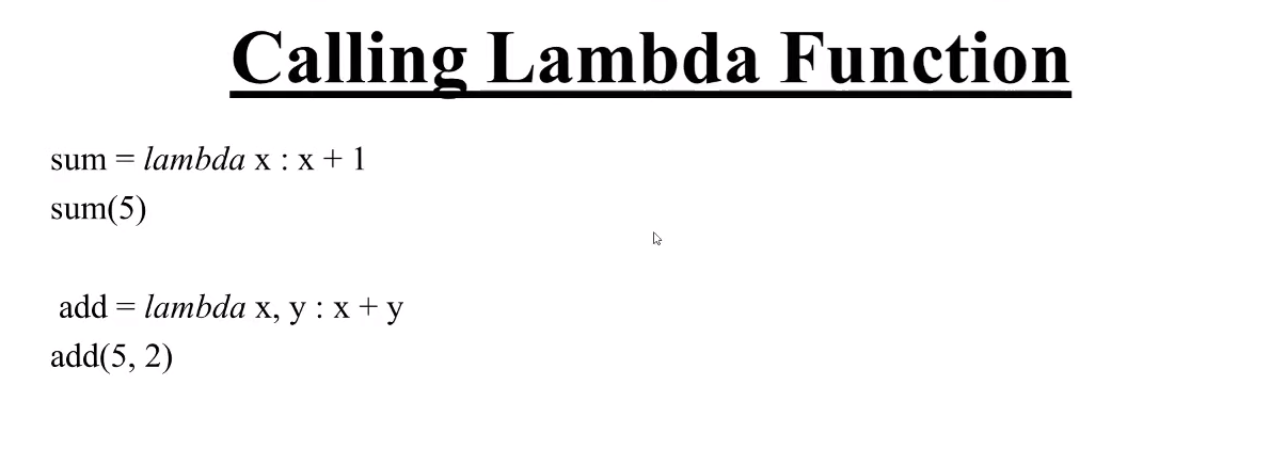 Calling Lambda Function
sum = lambda x : x + 1
sum(5)
add = lambda x, y : x + y
add(5, 2)